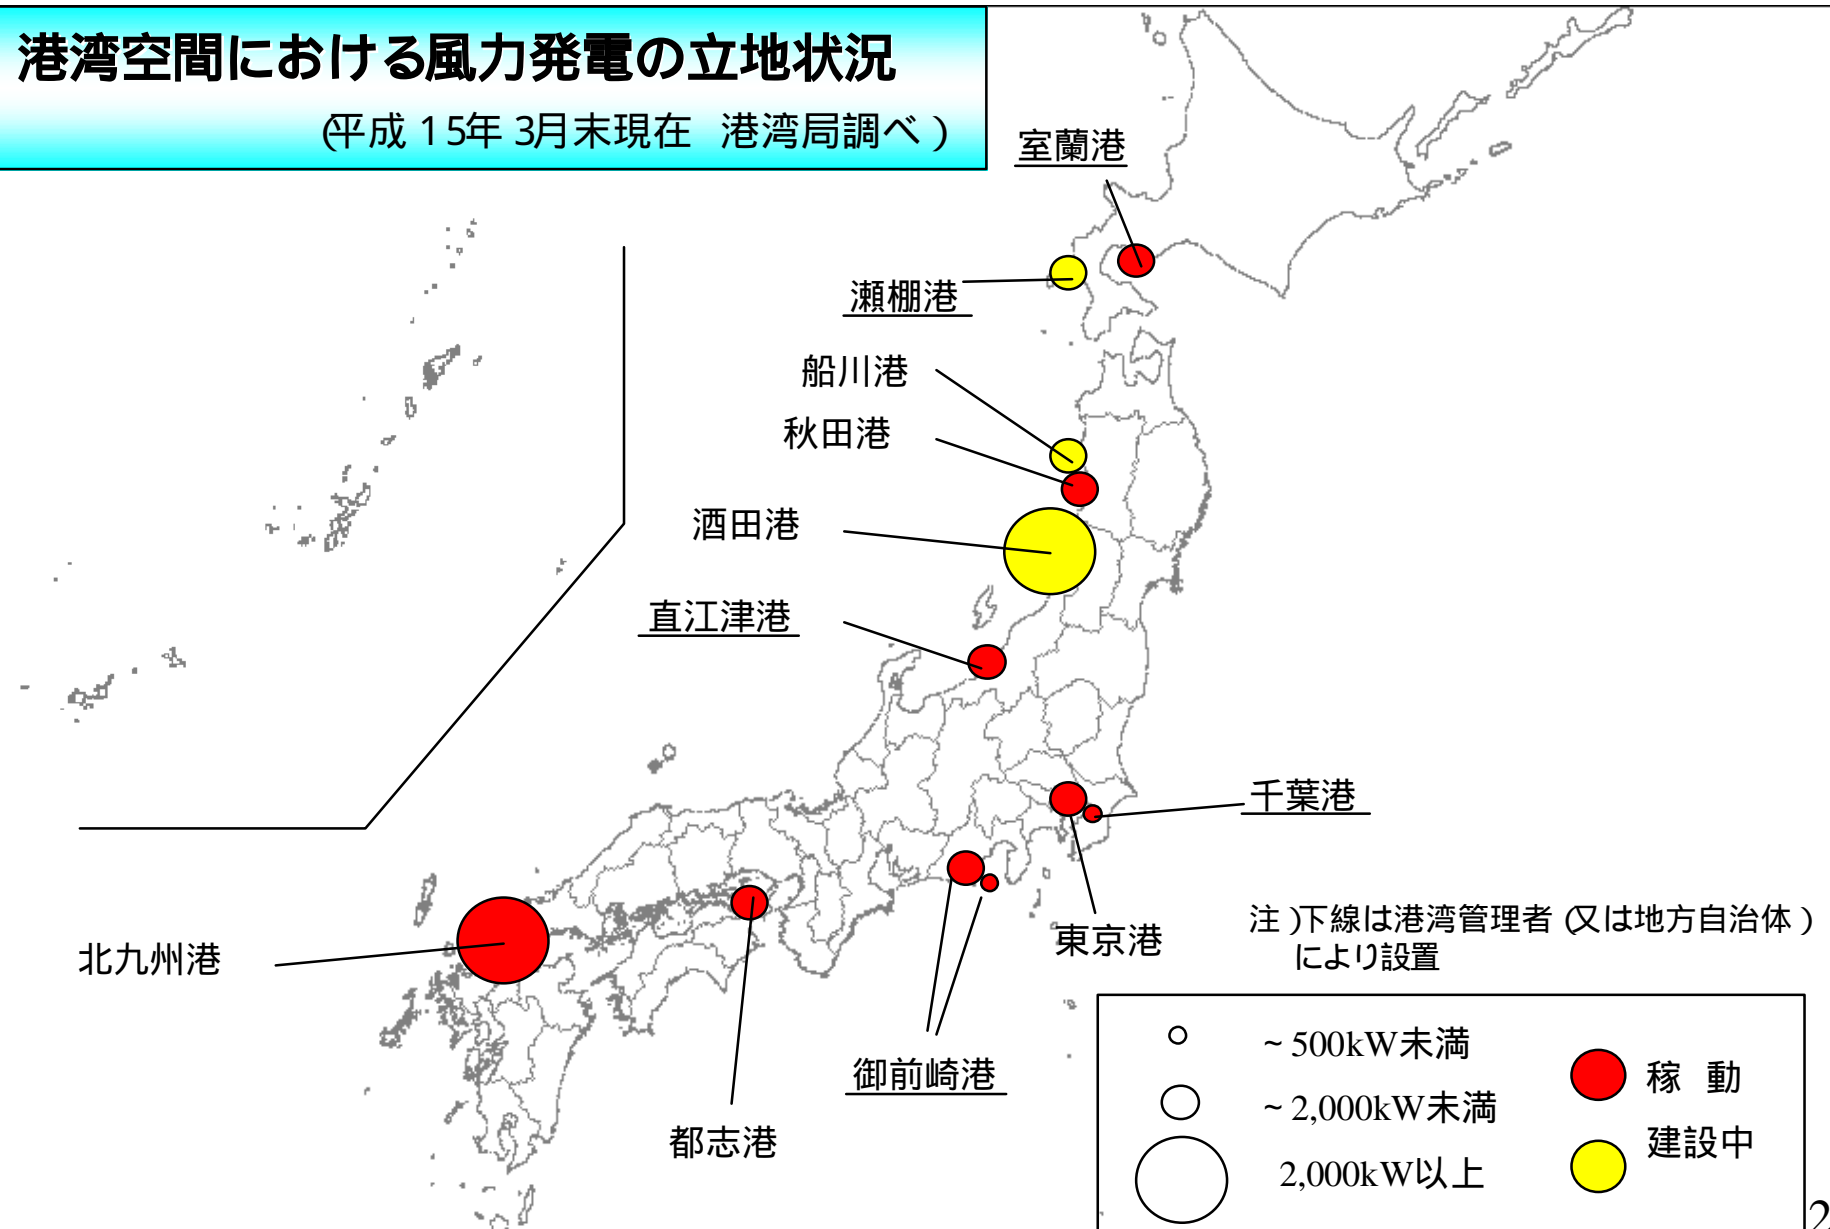 港湾空間における風力発電の立地状況
(平成15年3月末現在 港湾局調べ)
室蘭港
瀬棚港
船川港
秋田港
酒田港
直江津港
千葉港
東京港
北九州港
御前崎港
都志港
注)下線は港湾管理者(又は地方自治体)
により設置
~500kW未満
~2,000kW未満
2,000kW以上
稼 動
建設中
2